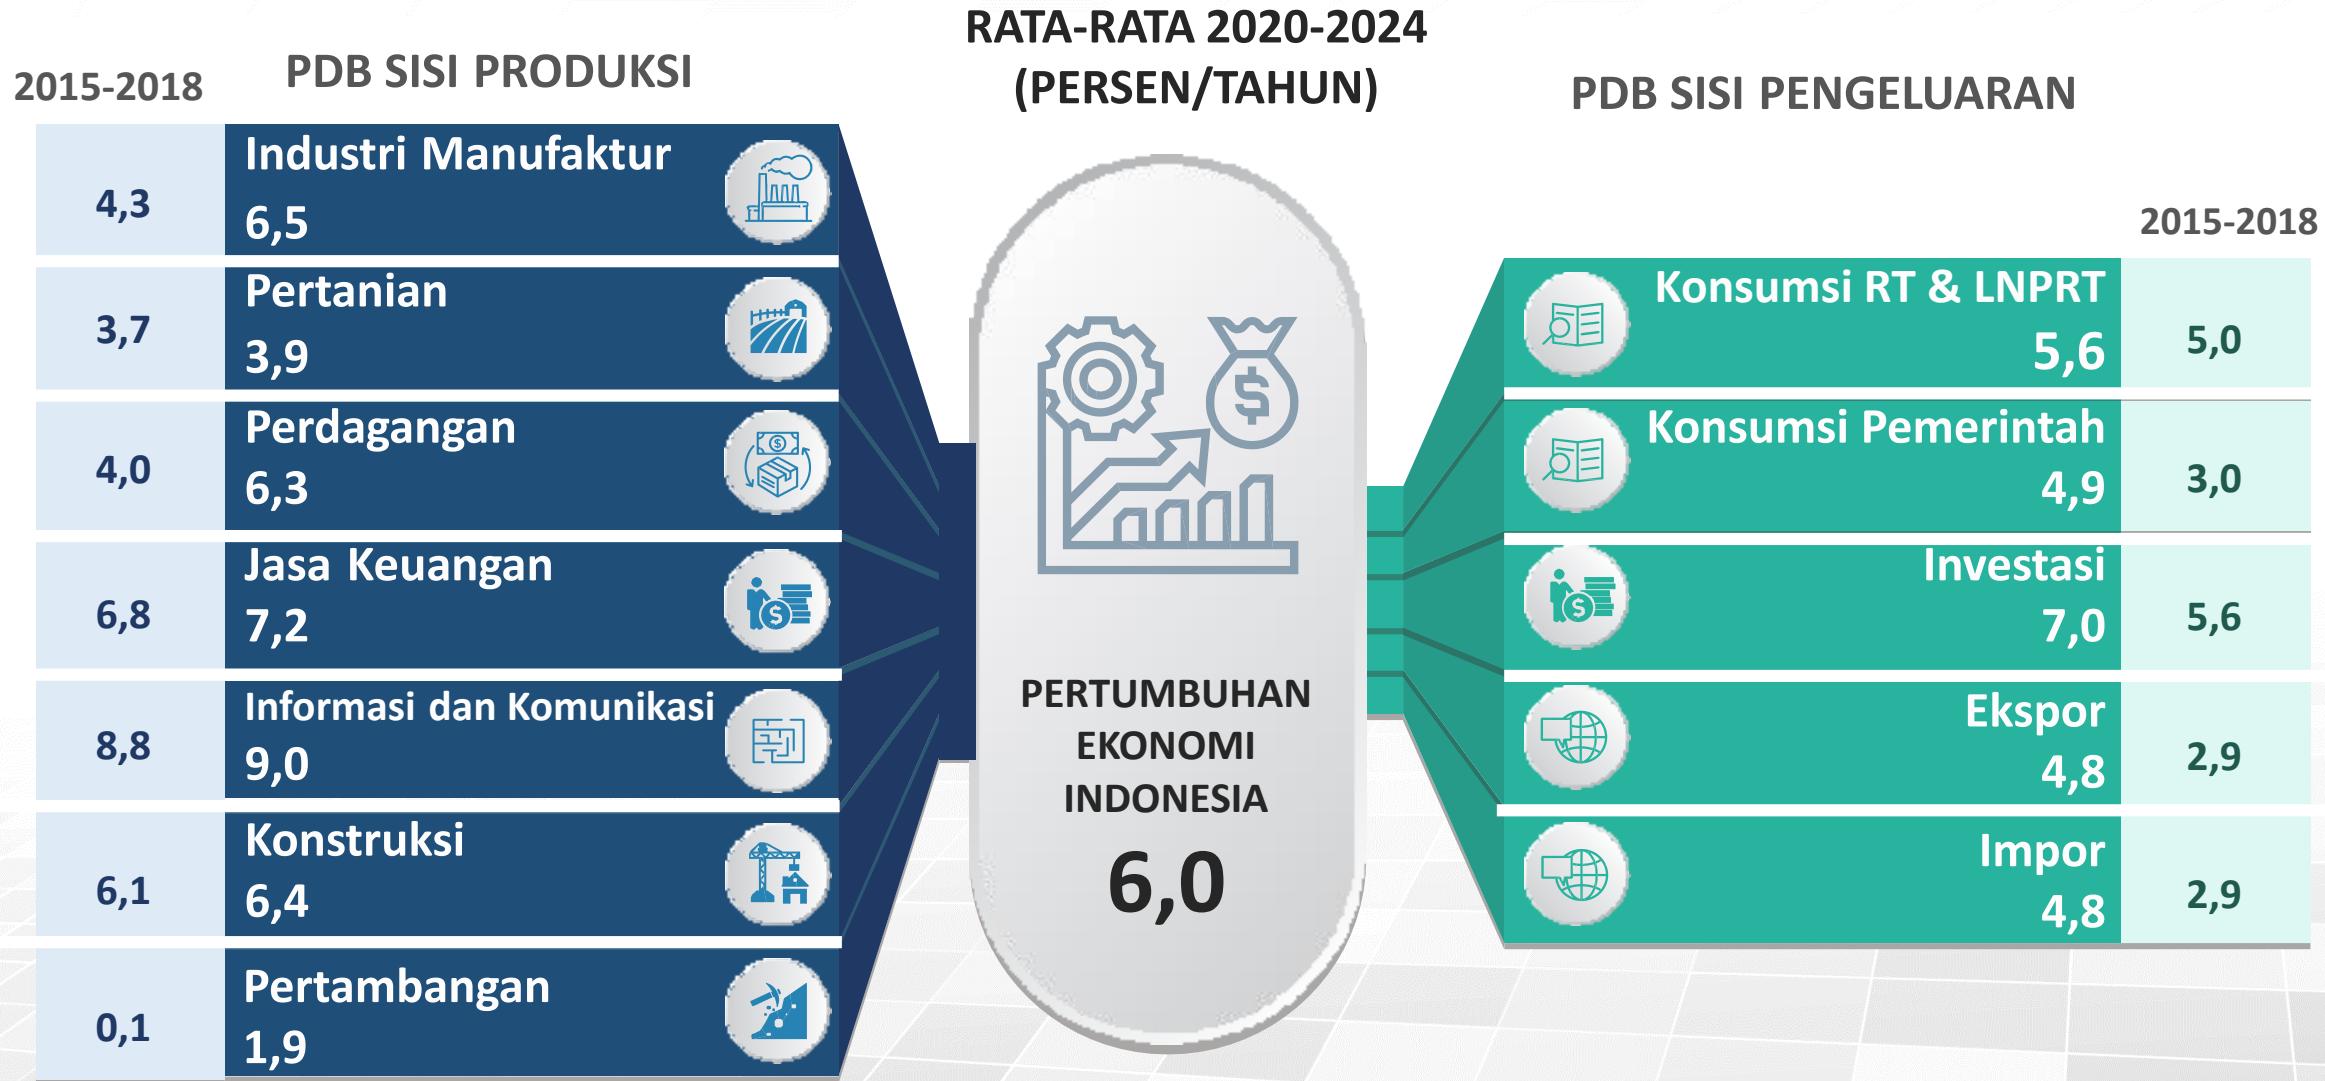 RATA-RATA 2020-2024
(PERSEN/TAHUN)
2015-2018
PDB SISI PRODUKSI
4,3
Industri Manufaktur
6,5
3,7
Pertanian
3,9
4,0
Perdagangan
6,3
6,8
Jasa Keuangan
7,2
8,8
Informasi dan Komunikasi
9,0
6,1
Konstruksi
6,4
0,1
Pertambangan
1,9
PERTUMBUHAN
EKONOMI
INDONESIA
6,0
PDB SISI PENGELUARAN
2015-2018
Konsumsi RT & LNPRT
5,6
5,0
Konsumsi Pemerintah
4,9
3,0
Investasi
7,0
5,6
Ekspor
4,8
2,9
Impor
4,8
2,9